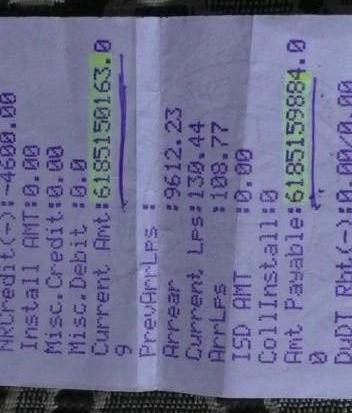 NRCredit(-):-4600.00
Install AMT:0.00
Misc.Credit:0.00
Misc.Debit :0.0
Current Amt:6185150163.0
9
PrevArrLPs :
Arrear :9612.23
Current LPs:130.44
ArrLPs :108.77
ISD AMT :0.00
CollInstall:0
Amt Payable:6185159884.0
0
DuDT Rbt(-):0.00/0.00